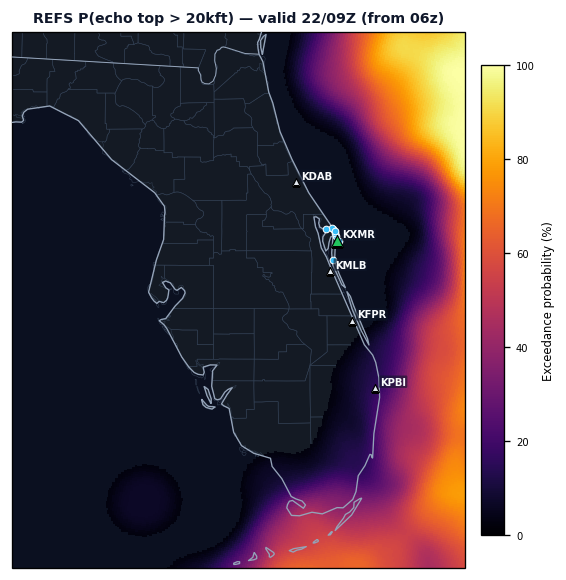 REFS P(echo top > 20kft) — valid 22/09Z (from 06z)
KDAB
KXMR
KMLB
KFPR
KPBI
100
80
60
40
20
0
Exceedance probability (%)